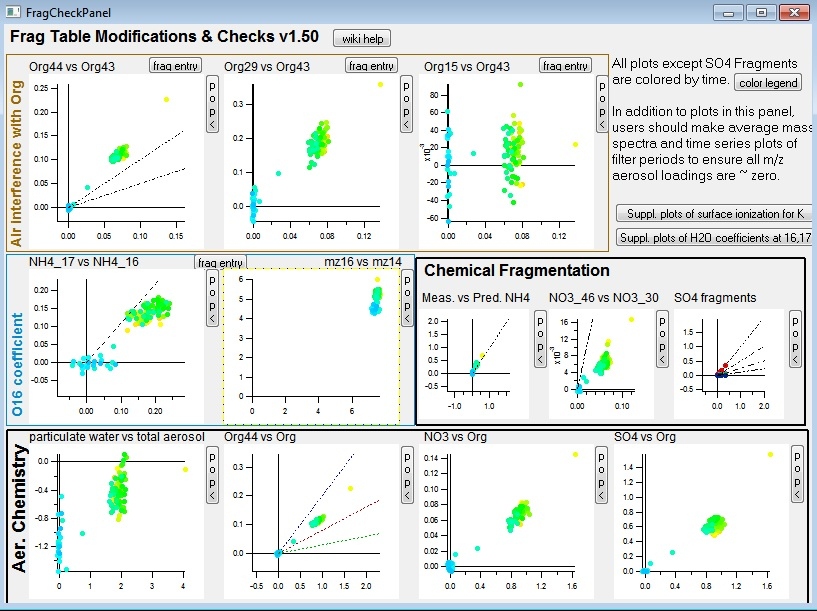 FragCheckPanel
Frag Table Modifications & Checks v1.50
wiki help
Air interference with Org
Org44 vs Org43
frag entry
0.25
0.20
0.15
0.10
0.05
0.00
0.00 0.05 0.10 0.15
pop<
Org29 vs Org43
frag entry
0.3
0.2
0.1
0.0
0.00 0.04 0.08 0.12
pop<
Org15 vs Org43
frag entry
80
60
40
20
0
-20
-40
-60
x10-3
0.00 0.04 0.08 0.12
pop<
All plots except SO4 Fragments
are colored by time.
color legend
In addition to plots in this panel,
users should make average mass
spectra and time series plots of
filter periods to ensure all m/z
aerosol loadings are ~ zero.
Suppl. plots of surface ionization for K
Suppl. plots of H2O coefficients at 16,17
O16 coefficient
NH4_17 vs NH4_16
frag entry
0.20
0.15
0.10
0.05
0.00
-0.05
0.00 0.10 0.20
pop<
mz16 vs mz14
6
5
4
3
2
1
0
0 2 4 6
pop<
Chemical Fragmentation
Meas. vs Pred. NH4
2.0
1.5
1.0
0.5
0.0
-0.5
-1.0 1.0
pop<
NO3_46 vs NO3_30
16
12
8
4
0
x10-3
0.00 0.10
pop<
SO4 fragments
1.5
1.0
0.5
0.0
-0.5
0.0 1.0 2.0
pop<
Aer. Chemistry
particulate water vs total aerosol
0.0
-0.4
-0.8
-1.2
0 1 2 3 4
pop<
Org44 vs Org
0.3
0.2
0.1
0.0
-0.5 0.0 0.5 1.0 1.5 2.0
pop<
NO3 vs Org
0.14
0.12
0.10
0.08
0.06
0.04
0.02
0.00
0.0 0.4 0.8 1.2 1.6
pop<
SO4 vs Org
1.4
1.2
1.0
0.8
0.6
0.4
0.2
0.0
0.0 0.4 0.8 1.2 1.6
pop<